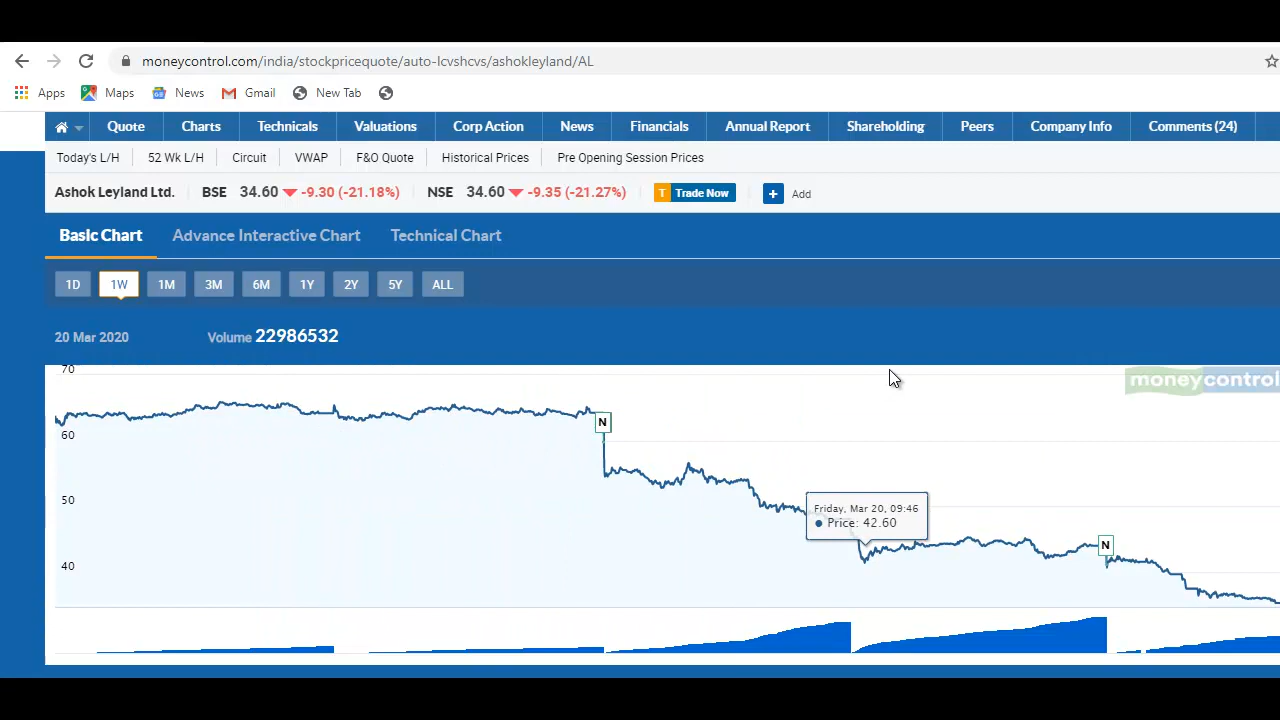 moneycontrol.com/india/stockpricequote/auto-lcvshcvs/ashokleyland/AL
Apps Maps News Gmail New Tab
Quote Charts Technicals Valuations Corp Action News Financials Annual Report Shareholding Peers Company Info Comments (24)
Today's L/H 52 Wk L/H Circuit VWAP F&O Quote Historical Prices Pre Opening Session Prices
Ashok Leyland Ltd. BSE 34.60 -9.30 (-21.18%) NSE 34.60 -9.35 (-21.27%) T Trade Now + Add
Basic Chart Advance Interactive Chart Technical Chart
1D 1W 1M 3M 6M 1Y 2Y 5Y ALL
20 Mar 2020 Volume 22986532
70
moneycontrol
N
60
50
Friday, Mar 20, 09:46
Price: 42.60
N
40